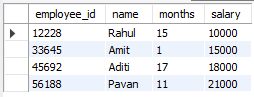 employee_id name months salary
12228 Rahul 15 10000
33645 Amit 1 15000
45692 Aditi 17 18000
56188 Pavan 11 21000